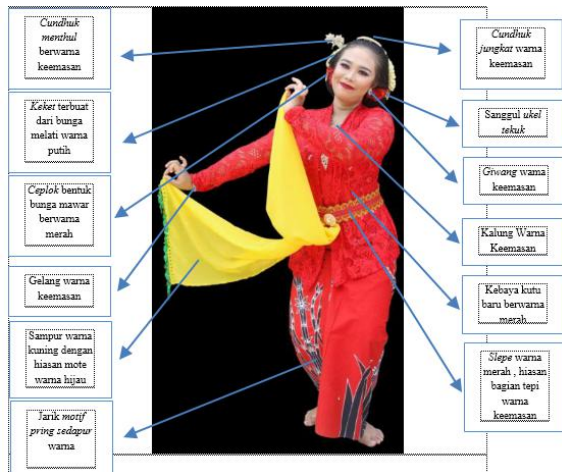 Cundhuk
menthul
berwarna
keemasan
Keket terbuat
dari bunga
melati warna
putih
Ceplok bentuk
bunga mawar
berwarna
merah
Gelang warna
keemasan
Sampur warna
kuning dengan
hiasan mote
warna hijau
Jarik motif
pring sedapur
warna
Cundhuk
jungkat warna
keemasan
Sanggul ukel
tekuk
Giwang warna
keemasan
Kalung Warna
Keemasan
Kebaya kutu
baru berwarna
merah
Slepe warna
merah , hiasan
bagian tepi
warna
keemasan